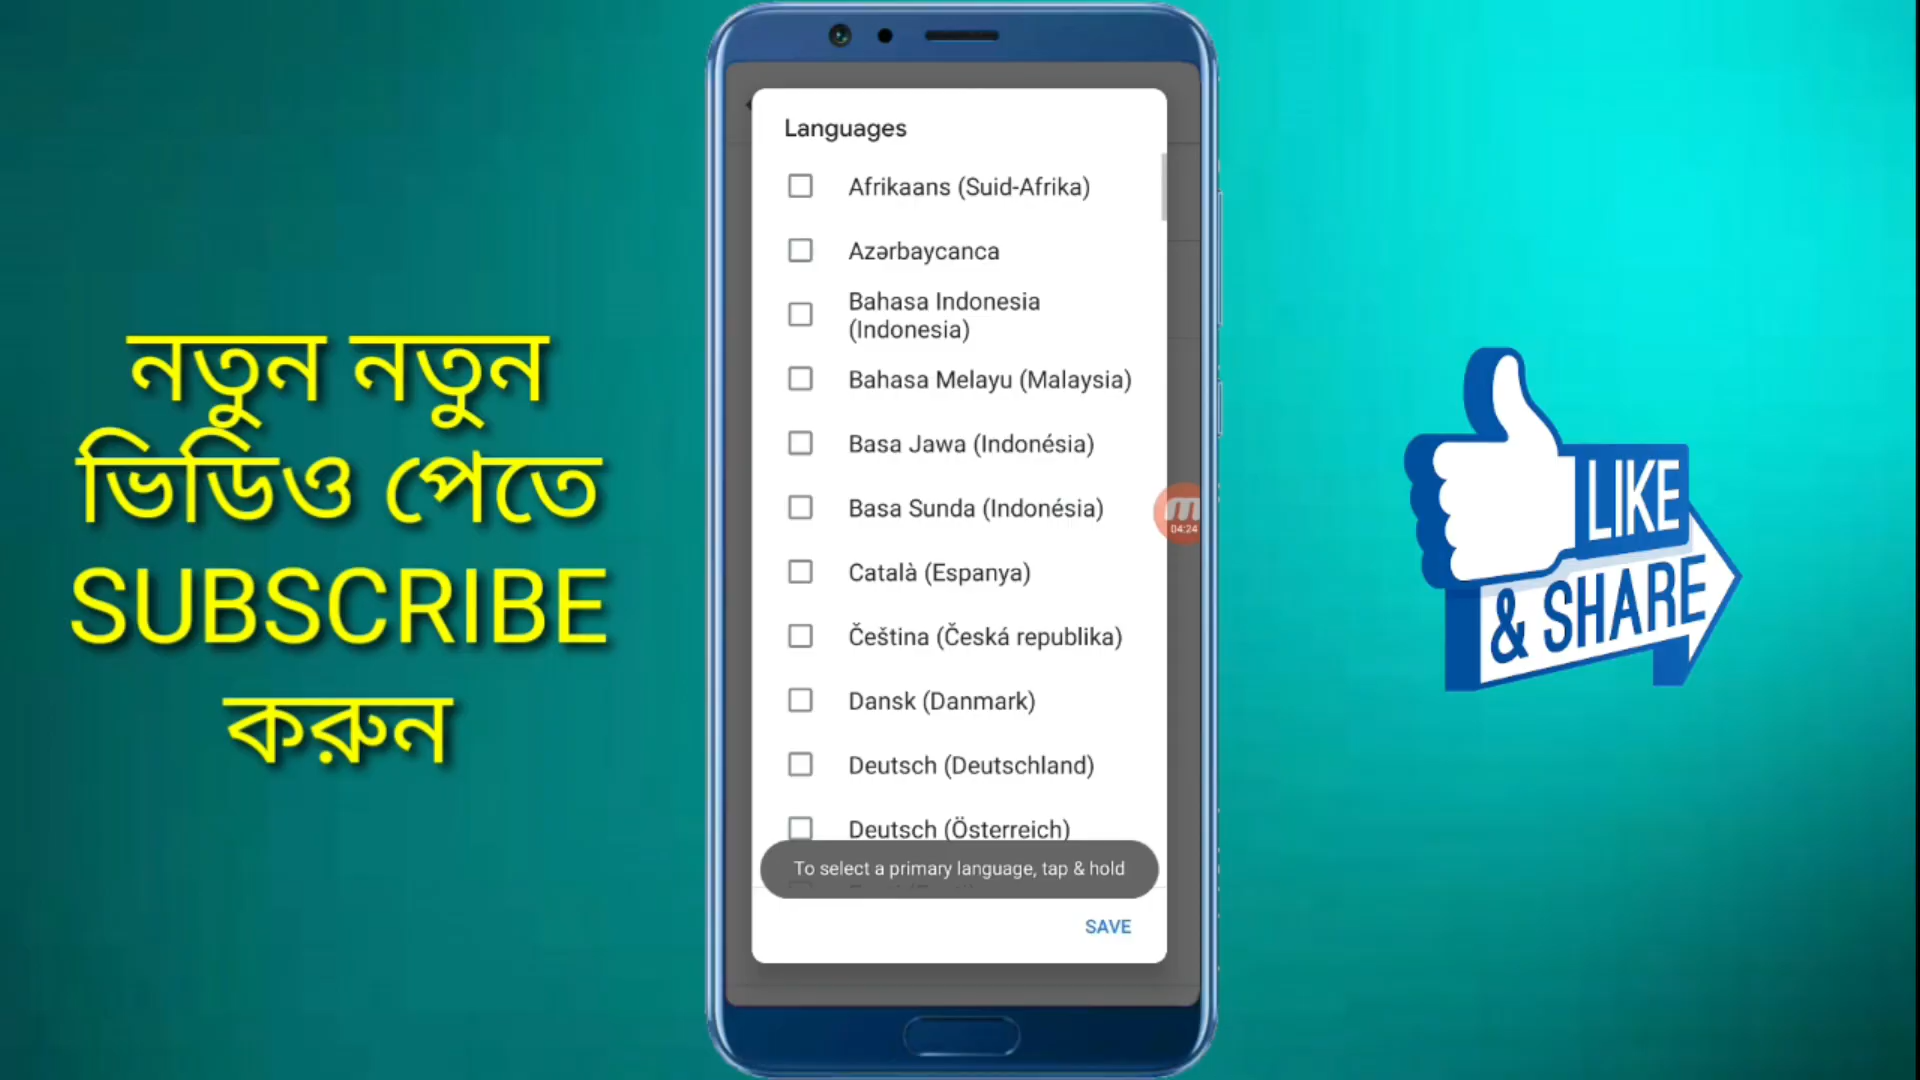 নতুন নতুন
ভিডিও পেতে
SUBSCRIBE
করুন
Languages
Afrikaans (Suid-Afrika)
Azərbaycanca
Bahasa Indonesia
(Indonesia)
Bahasa Melayu (Malaysia)
Basa Jawa (Indonésia)
Basa Sunda (Indonésia)
Català (Espanya)
Čeština (Česká republika)
Dansk (Danmark)
Deutsch (Deutschland)
Deutsch (Österreich)
To select a primary language, tap & hold
SAVE
04:24
LIKE
& SHARE